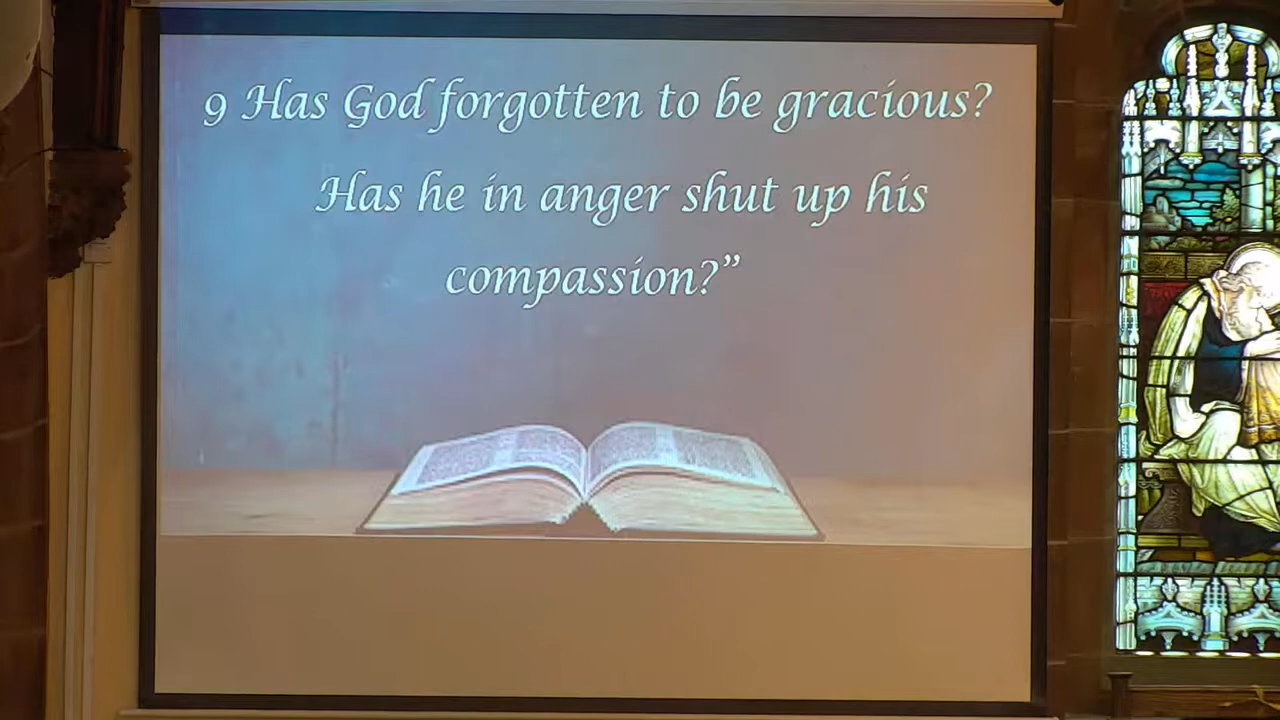 9 Has God forgotten to be gracious?
Has he in anger shut up his
compassion?”